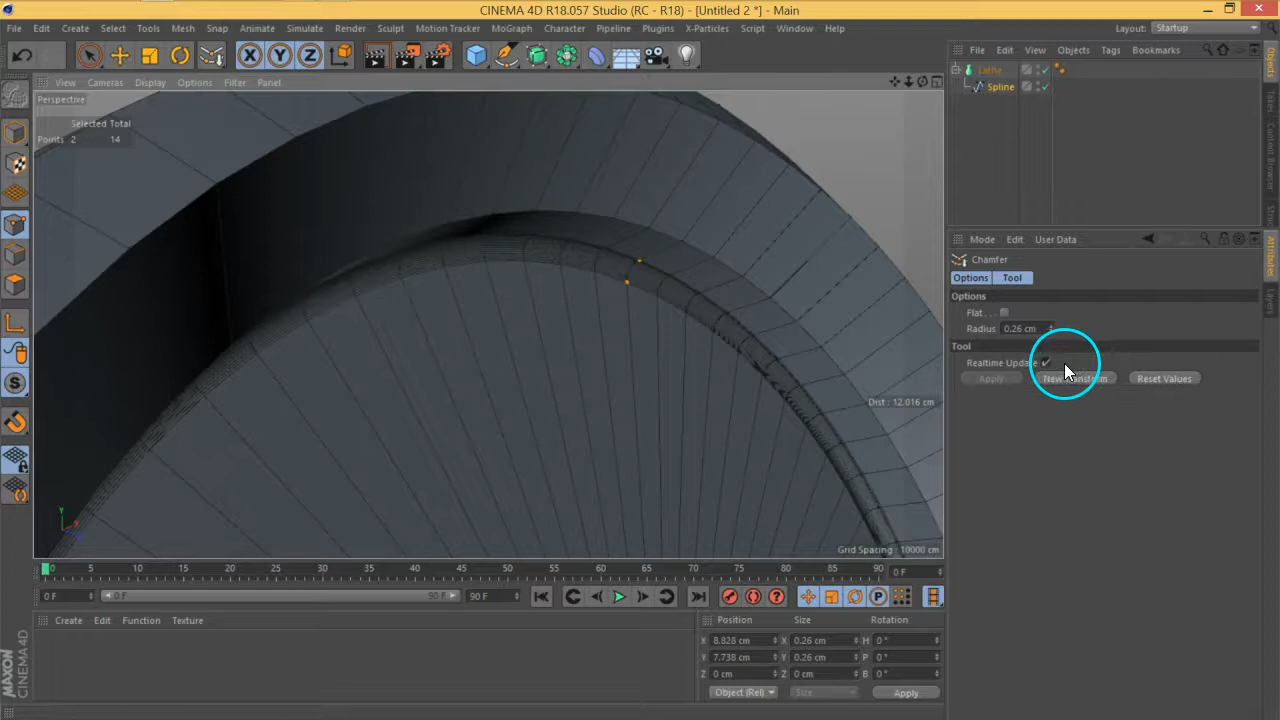 CINEMA 4D R18.057 Studio (RC - R18) - [Untitled 2 *] - Main
File Edit Create Select Tools Mesh Snap Animate Simulate Render Sculpt Motion Tracker MoGraph Character Pipeline Plugins X-Particles Script Window Help
Layout: Startup
X Y Z
File Edit View Objects Tags Bookmarks
View Cameras Display Options Filter Panel
Perspective
Selected Total
Points 2 14
Lathe
Spline
Objects
Takes
Content Browser
Mode Edit User Data
Chamfer
Options Tool
Options
Flat . . .
Radius 0.26 cm
Tool
Realtime Update
Apply New Transform Reset Values
Attributes
Layers
S
Dist : 12.016 cm
Y
Grid Spacing : 10000 cm
0 5 10 15 20 25 30 35 40 45 50 55 60 65 70 75 80 85 90 0 F
0 F 0 F 90 F 90 F
P
Create Edit Function Texture
Position Size Rotation
X 8.828 cm X 0.26 cm H 0 °
Y 7.738 cm Y 0.26 cm P 0 °
Z 0 cm Z 0 cm B 0 °
Object (Rel) Size Apply
MAXON
CINEMA 4D